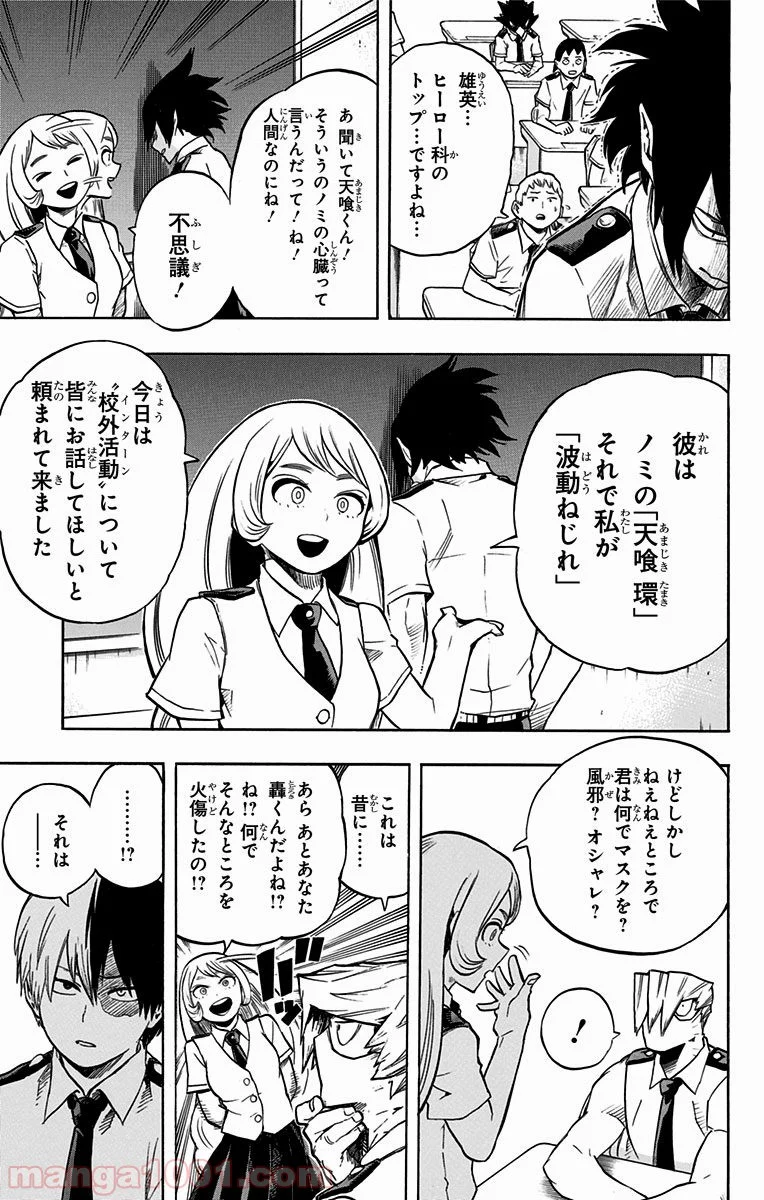 雄英…
ヒーロー科の
トップ…ですよね…
あ 聞いて天喰くん!
そういうのノミの心臓って
言うんだって!ね!
人間なのにね!
不思議!
彼は
ノミの「天喰 環」
それで私が
「波動ねじれ」
今日は
“校外活動”について
皆にお話してほしいと
頼まれて来ました
けどしかし
ねえねえところで
君は何でマスクを?
風邪?オシャレ?
!
これは
昔に……
あら あとあなた
轟くんだよね!?
ね!?何で
そんなところを
火傷したの!?
………!?
それは
――…
manga1001.com